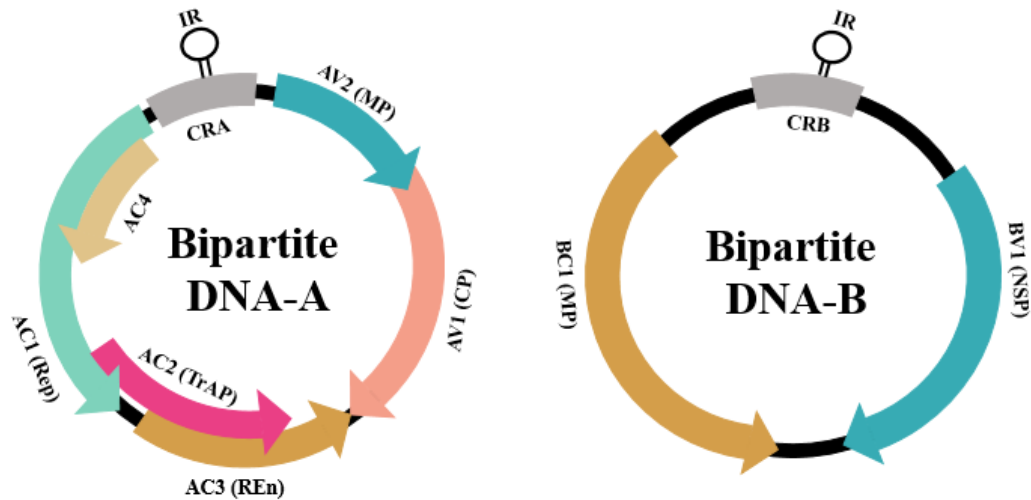 IR
CRA
AV2 (MP)
AC4
AV1 (CP)
AC1 (Rep)
AC2 (TrAP)
AC3 (REn)
Bipartite
DNA-A
IR
CRB
BC1 (MP)
BV1 (NSP)
Bipartite
DNA-B